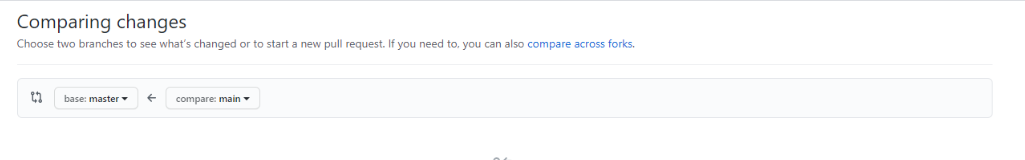 Comparing changes
Choose two branches to see what's changed or to start a new pull request. If you need to, you can also compare across forks.
base: master ← compare: main